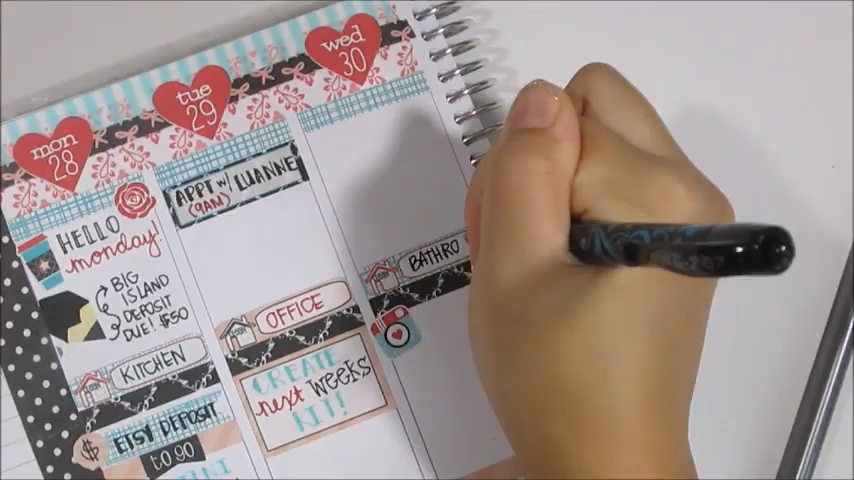 mon
28
tue
29
wed
30
HELLO
monday!
BIG
ISLAND
DEPOSIT
DUE! $50
KITCHEN
$
ETSY DEPOSIT
to 90
APPT w/ LUANNE
(9AM)
OFFICE
CREATE
next WEEKS
KIT!
BATHRO